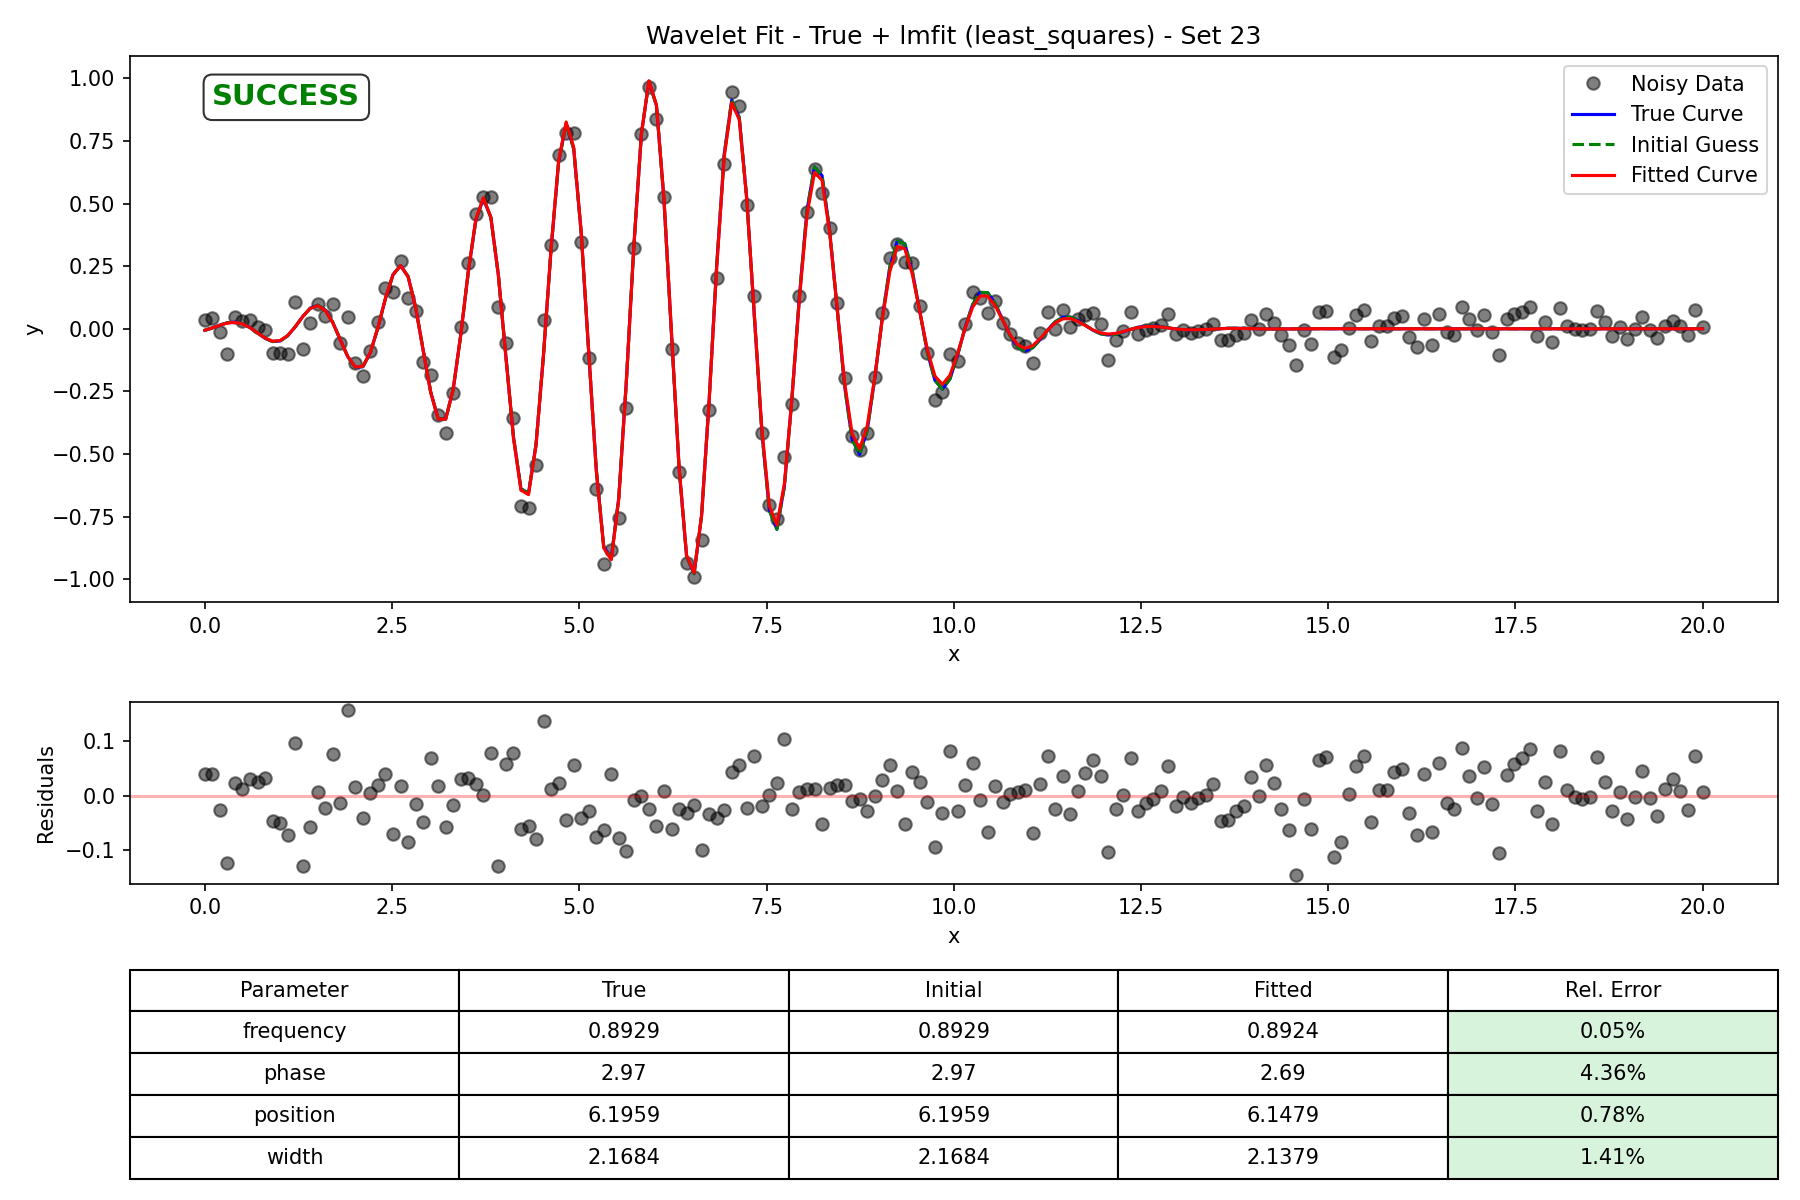 Wavelet Fit - True + lmfit (least_squares) - Set 23
SUCCESS
Noisy Data
True Curve
Initial Guess
Fitted Curve
1.00
0.75
0.50
0.25
0.00
−0.25
−0.50
−0.75
−1.00
y
0.0 2.5 5.0 7.5 10.0 12.5 15.0 17.5 20.0
x
0.1
0.0
−0.1
Residuals
0.0 2.5 5.0 7.5 10.0 12.5 15.0 17.5 20.0
x
Parameter True Initial Fitted Rel. Error
frequency 0.8929 0.8929 0.8924 0.05%
phase 2.97 2.97 2.69 4.36%
position 6.1959 6.1959 6.1479 0.78%
width 2.1684 2.1684 2.1379 1.41%